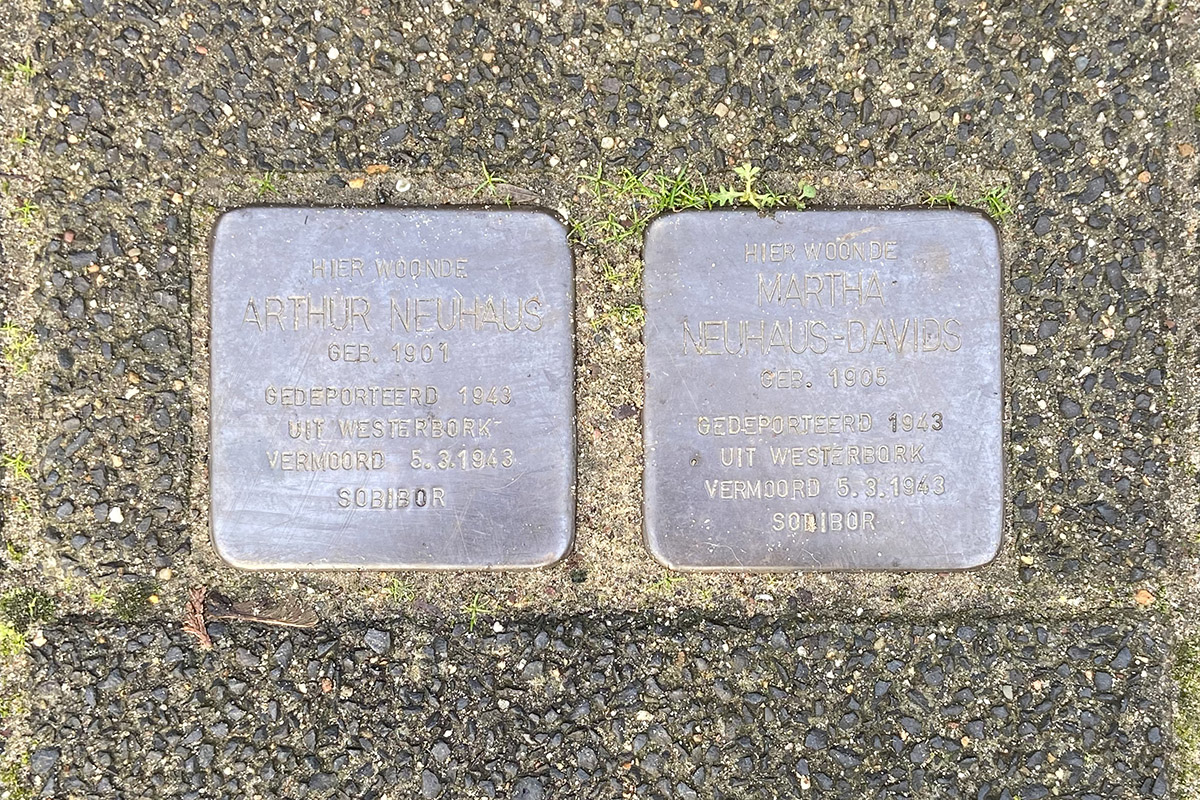 HIER WOONDE
ARTHUR NEUHAUS
GEB. 1901
GEDEPORTEERD 1943
UIT WESTERBORK
VERMOORD 5.3.1943
SOBIBOR
HIER WOONDE
MARTHA
NEUHAUS-DAVIDS
GEB. 1905
GEDEPORTEERD 1943
UIT WESTERBORK
VERMOORD 5.3.1943
SOBIBOR